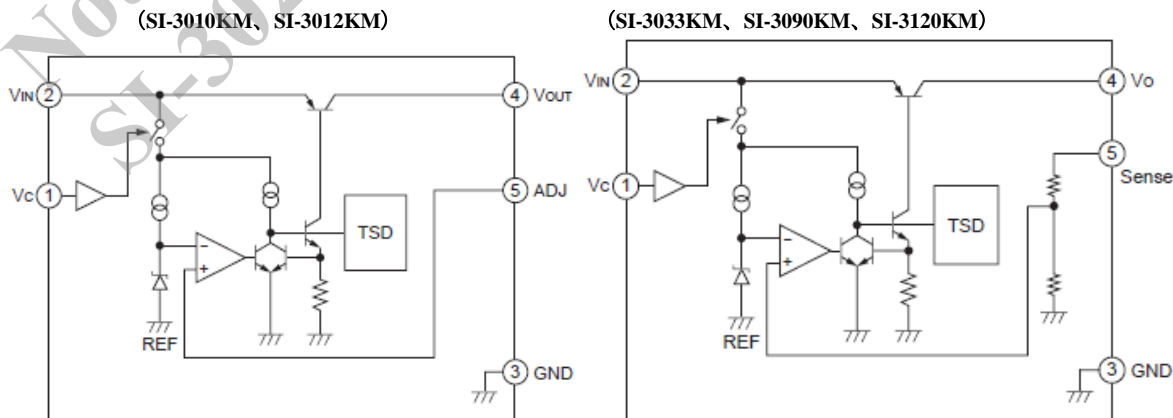 （SI-3010KM、SI-3012KM）
VIN 2
4 VOUT
VC 1
5 ADJ
TSD
−
+
REF
3 GND
（SI-3033KM、SI-3090KM、SI-3120KM）
VIN 2
4 VO
5
Sense
VC 1
TSD
−
+
REF
3 GND